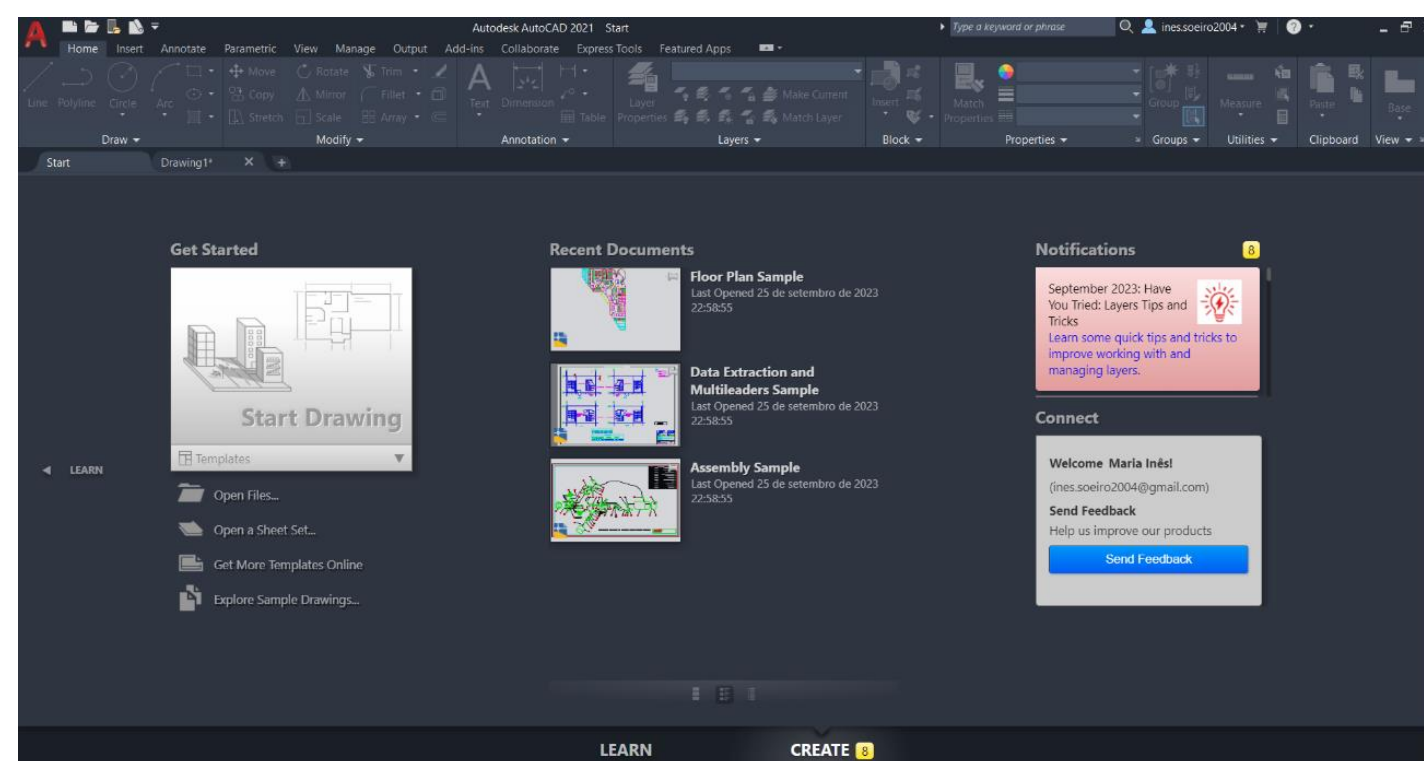 Autodesk AutoCAD 2021 Start
Type a keyword or phrase
ines.soeiro2004
Home Insert Annotate Parametric View Manage Output Add-ins Collaborate Express Tools Featured Apps
Line Polyline Circle Arc
Move Rotate Trim
Copy Mirror Fillet
Stretch Scale Array
Text Dimension
Table
Layer
Properties
Make Current
Match Layer
Insert
Match
Properties
Group
Measure
Paste
Base
Draw Modify Annotation Layers Block Properties Groups Utilities Clipboard View
Start Drawing1* X +
Get Started
Start Drawing
Templates
Open Files...
Open a Sheet Set...
Get More Templates Online
Explore Sample Drawings...
LEARN
Recent Documents
Floor Plan Sample
Last Opened 25 de setembro de 2023
22:58:55
Data Extraction and
Multileaders Sample
Last Opened 25 de setembro de 2023
22:58:55
Assembly Sample
Last Opened 25 de setembro de 2023
22:58:55
Notifications 8
September 2023: Have
You Tried: Layers Tips and
Tricks
Learn some quick tips and tricks to
improve working with and
managing layers.
Connect
Welcome Maria Inês!
(ines.soeiro2004@gmail.com)
Send Feedback
Help us improve our products
Send Feedback
LEARN CREATE 8